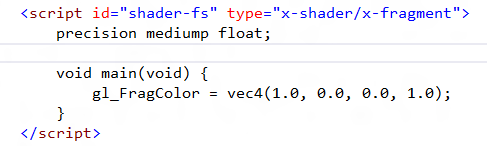 <script id="shader-fs" type="x-shader/x-fragment">
    precision mediump float;

    void main(void) {
        gl_FragColor = vec4(1.0, 0.0, 0.0, 1.0);
    }
</script>